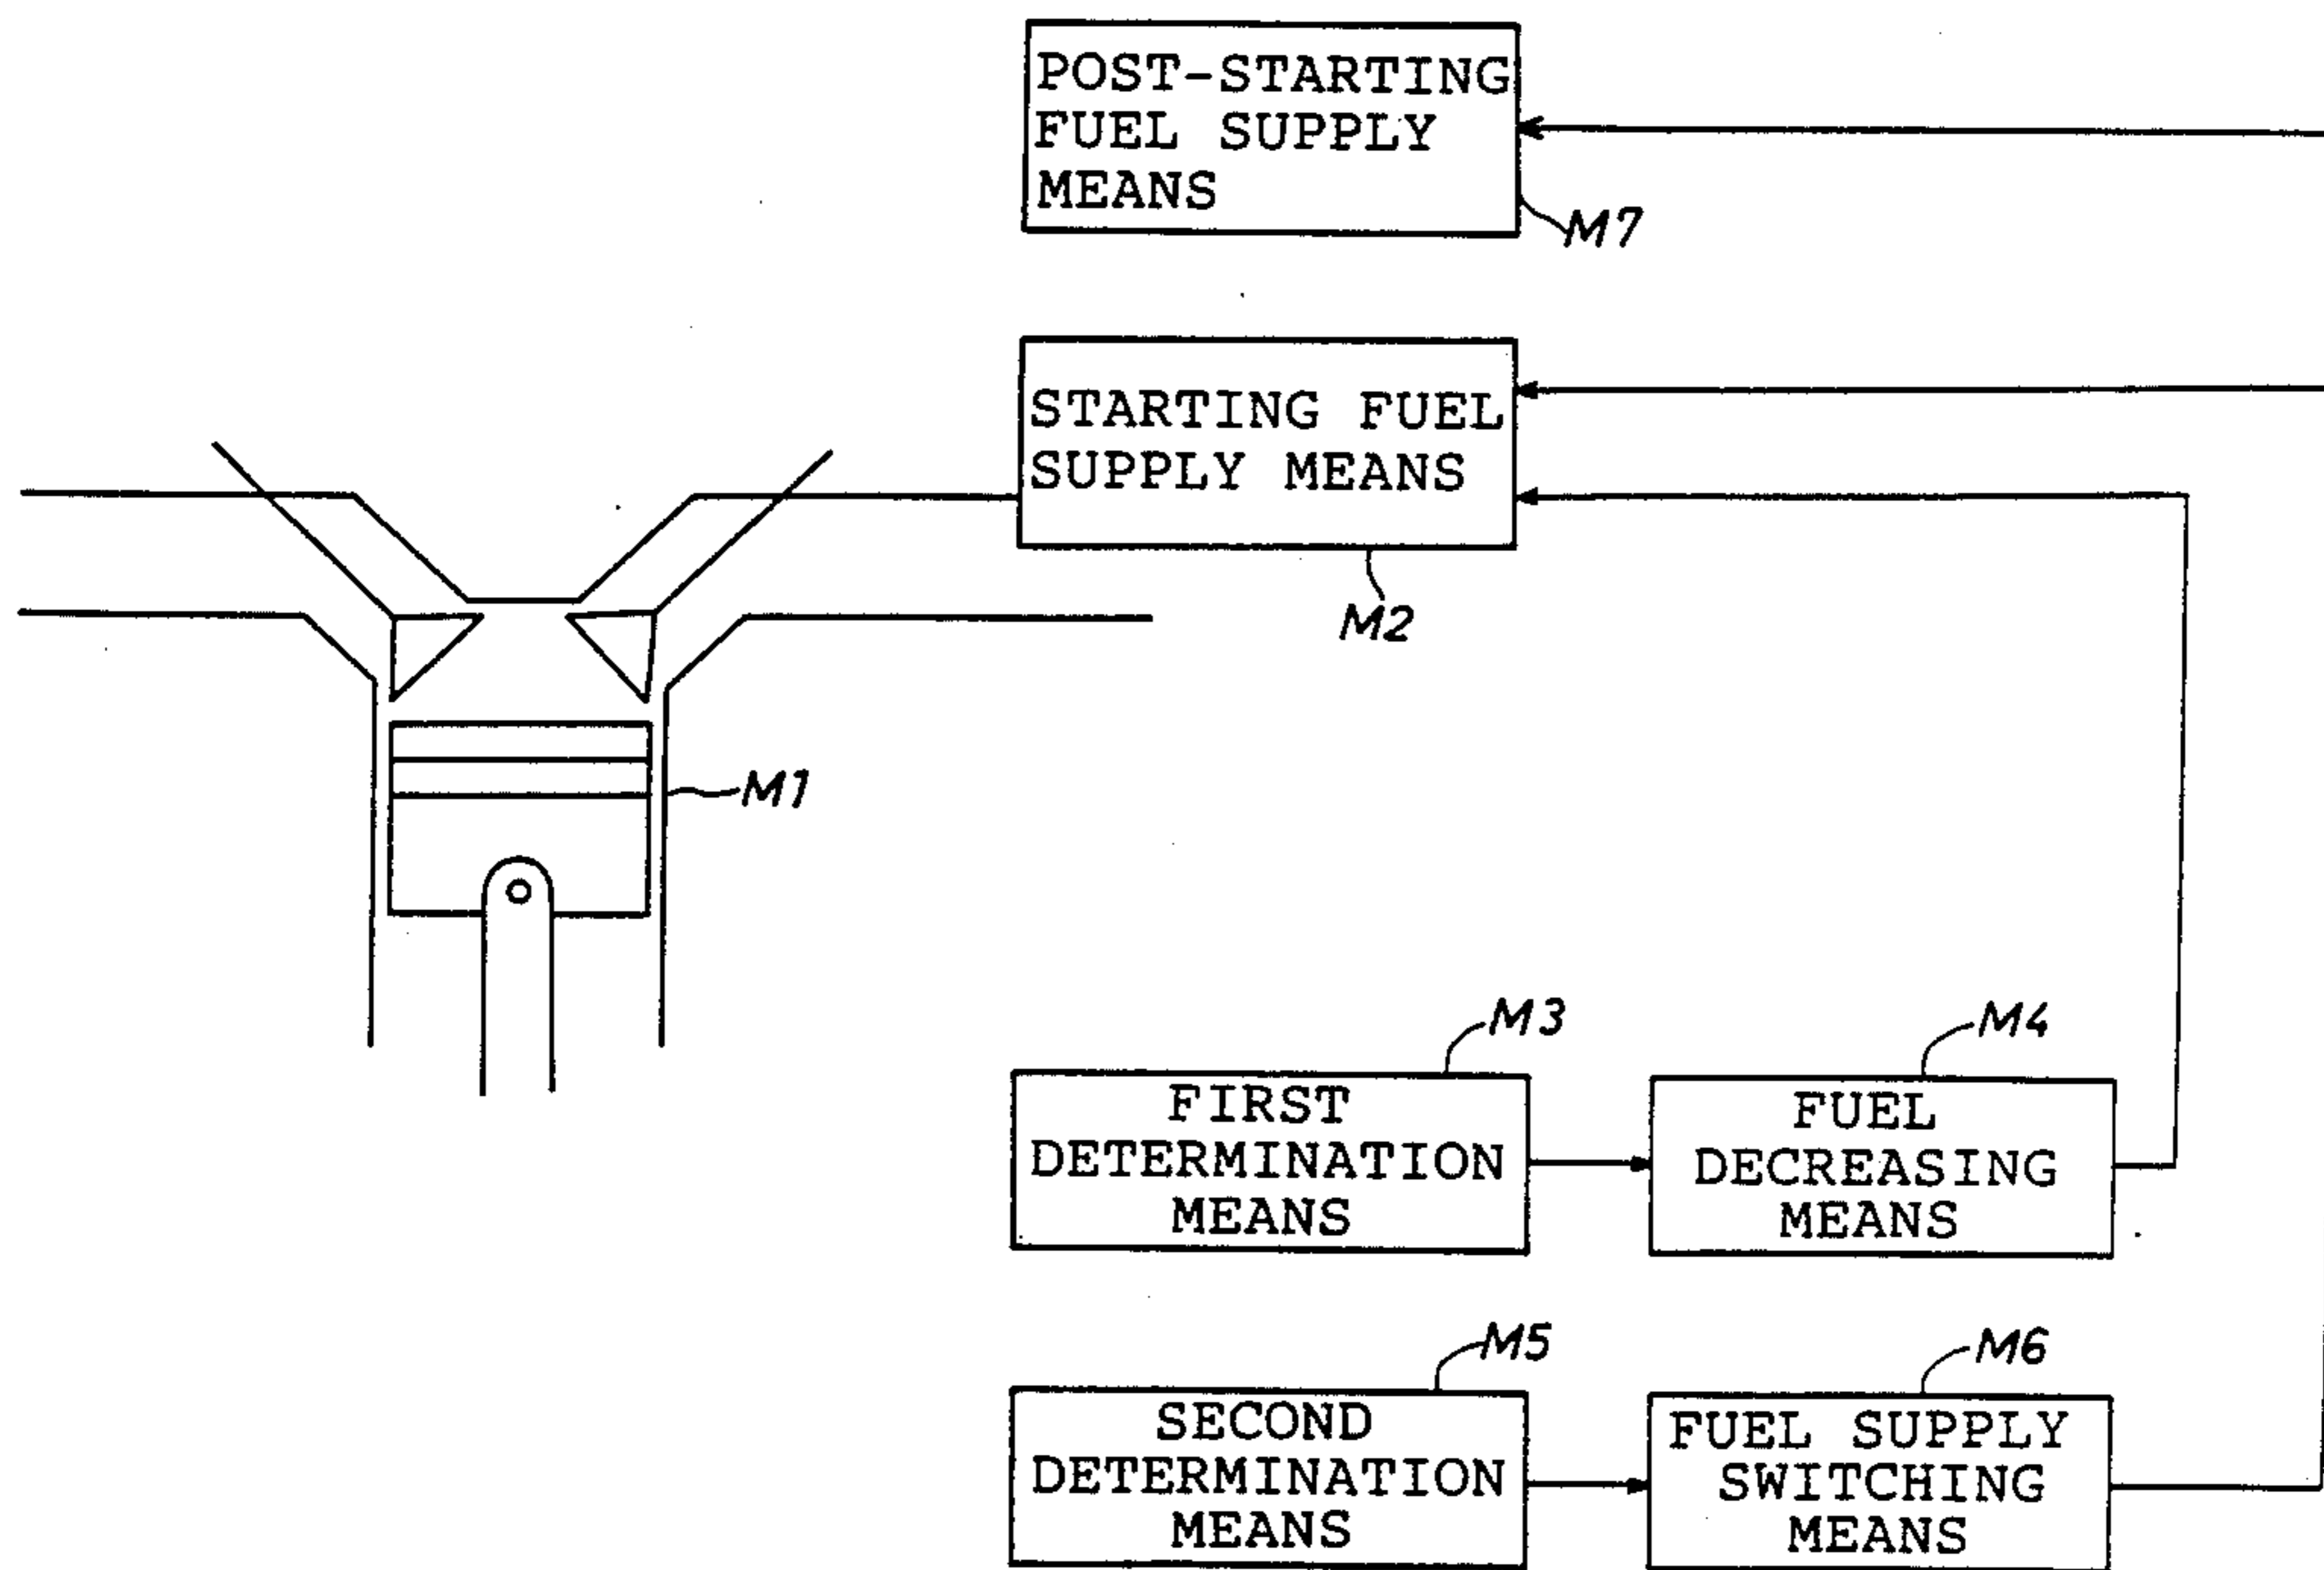 POST-STARTING
FUEL SUPPLY
MEANS
M7
STARTING FUEL
SUPPLY MEANS
M2
M1
M3
FIRST
DETERMINATION
MEANS
M4
FUEL
DECREASING
MEANS
M5
SECOND
DETERMINATION
MEANS
M6
FUEL SUPPLY
SWITCHING
MEANS